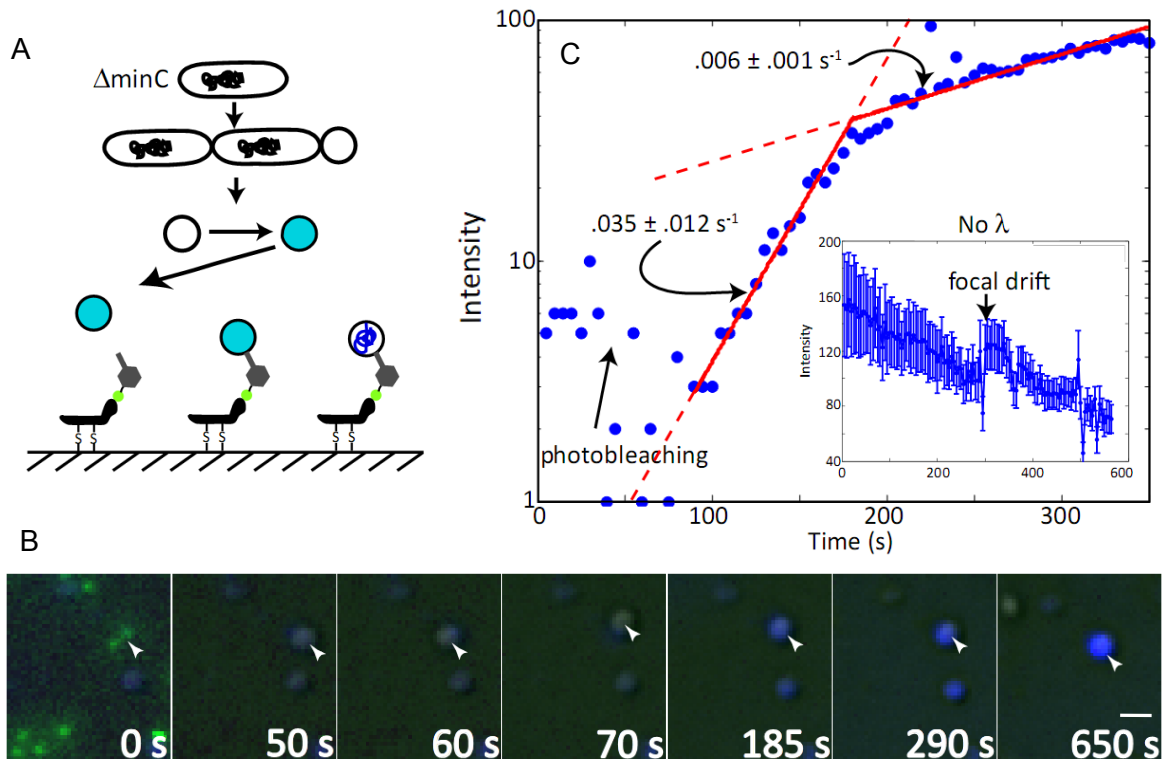 A
ΔminC
S S
S S
S S
C
100
10
1
Intensity
.006 ± .001 s-1
.035 ± .012 s-1
photobleaching
0
100
200
300
Time (s)
No λ
200
160
120
80
40
Intensity
focal drift
0
200
400
600
B
0 s
50 s
60 s
70 s
185 s
290 s
650 s